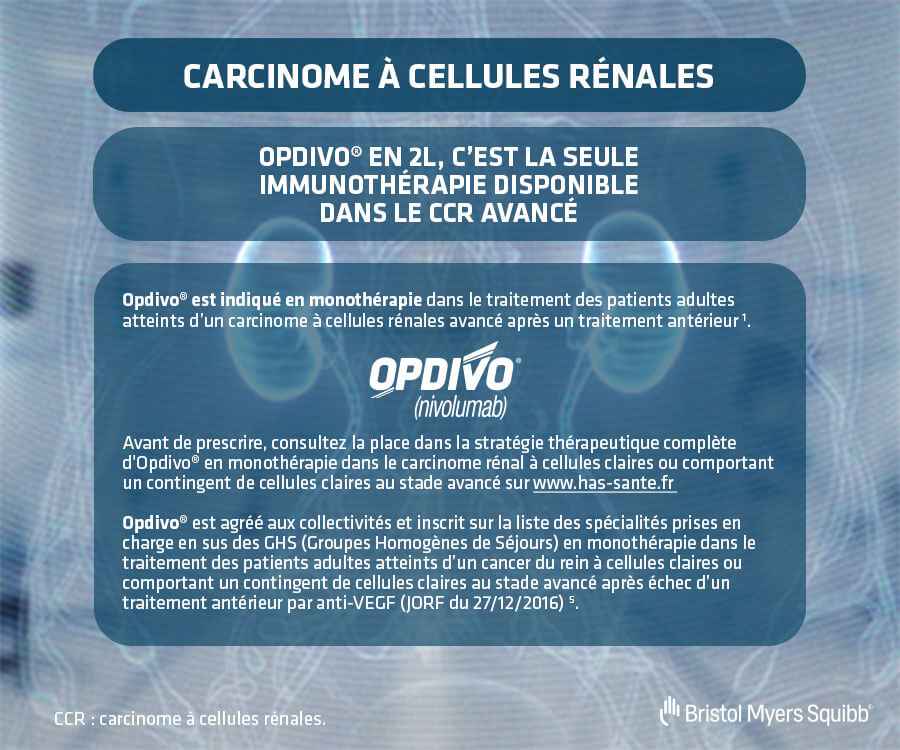 CARCINOME À CELLULES RÉNALES
OPDIVO® EN 2L, C’EST LA SEULE
IMMUNOTHÉRAPIE DISPONIBLE
DANS LE CCR AVANCÉ
Opdivo® est indiqué en monothérapie dans le traitement des patients adultes
atteints d’un carcinome à cellules rénales avancé après un traitement antérieur ¹.
OPDIVO®
(nivolumab)
Avant de prescrire, consultez la place dans la stratégie thérapeutique complète
d'Opdivo® en monothérapie dans le carcinome rénal à cellules claires ou comportant
un contingent de cellules claires au stade avancé sur www.has-sante.fr
Opdivo® est agréé aux collectivités et inscrit sur la liste des spécialités prises en
charge en sus des GHS (Groupes Homogènes de Séjours) en monothérapie dans le
traitement des patients adultes atteints d’un cancer du rein à cellules claires ou
comportant un contingent de cellules claires au stade avancé après échec d’un
traitement antérieur par anti-VEGF (JORF du 27/12/2016) ⁵.
CCR : carcinome à cellules rénales.
Bristol Myers Squibb®